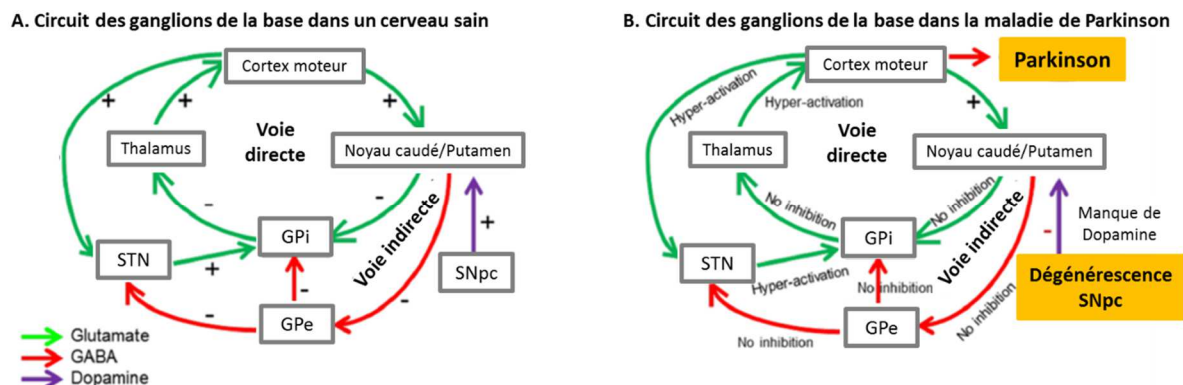 A. Circuit des ganglions de la base dans un cerveau sain
Cortex moteur
+
+
+
Thalamus
Voie
directe
Noyau caudé/Putamen
-
-
+
GPi
Voie indirecte
STN
+
SNpc
-
-
-
GPe
Glutamate
GABA
Dopamine
B. Circuit des ganglions de la base dans la maladie de Parkinson
Cortex moteur
Parkinson
Hyper-activation
Hyper-activation
+
Thalamus
Voie
directe
Noyau caudé/Putamen
No inhibition
No inhibition
Manque de
Dopamine
-
GPi
Voie indirecte
STN
Hyper-activation
No inhibition
No inhibition
Dégénérescence
SNpc
GPe
No inhibition